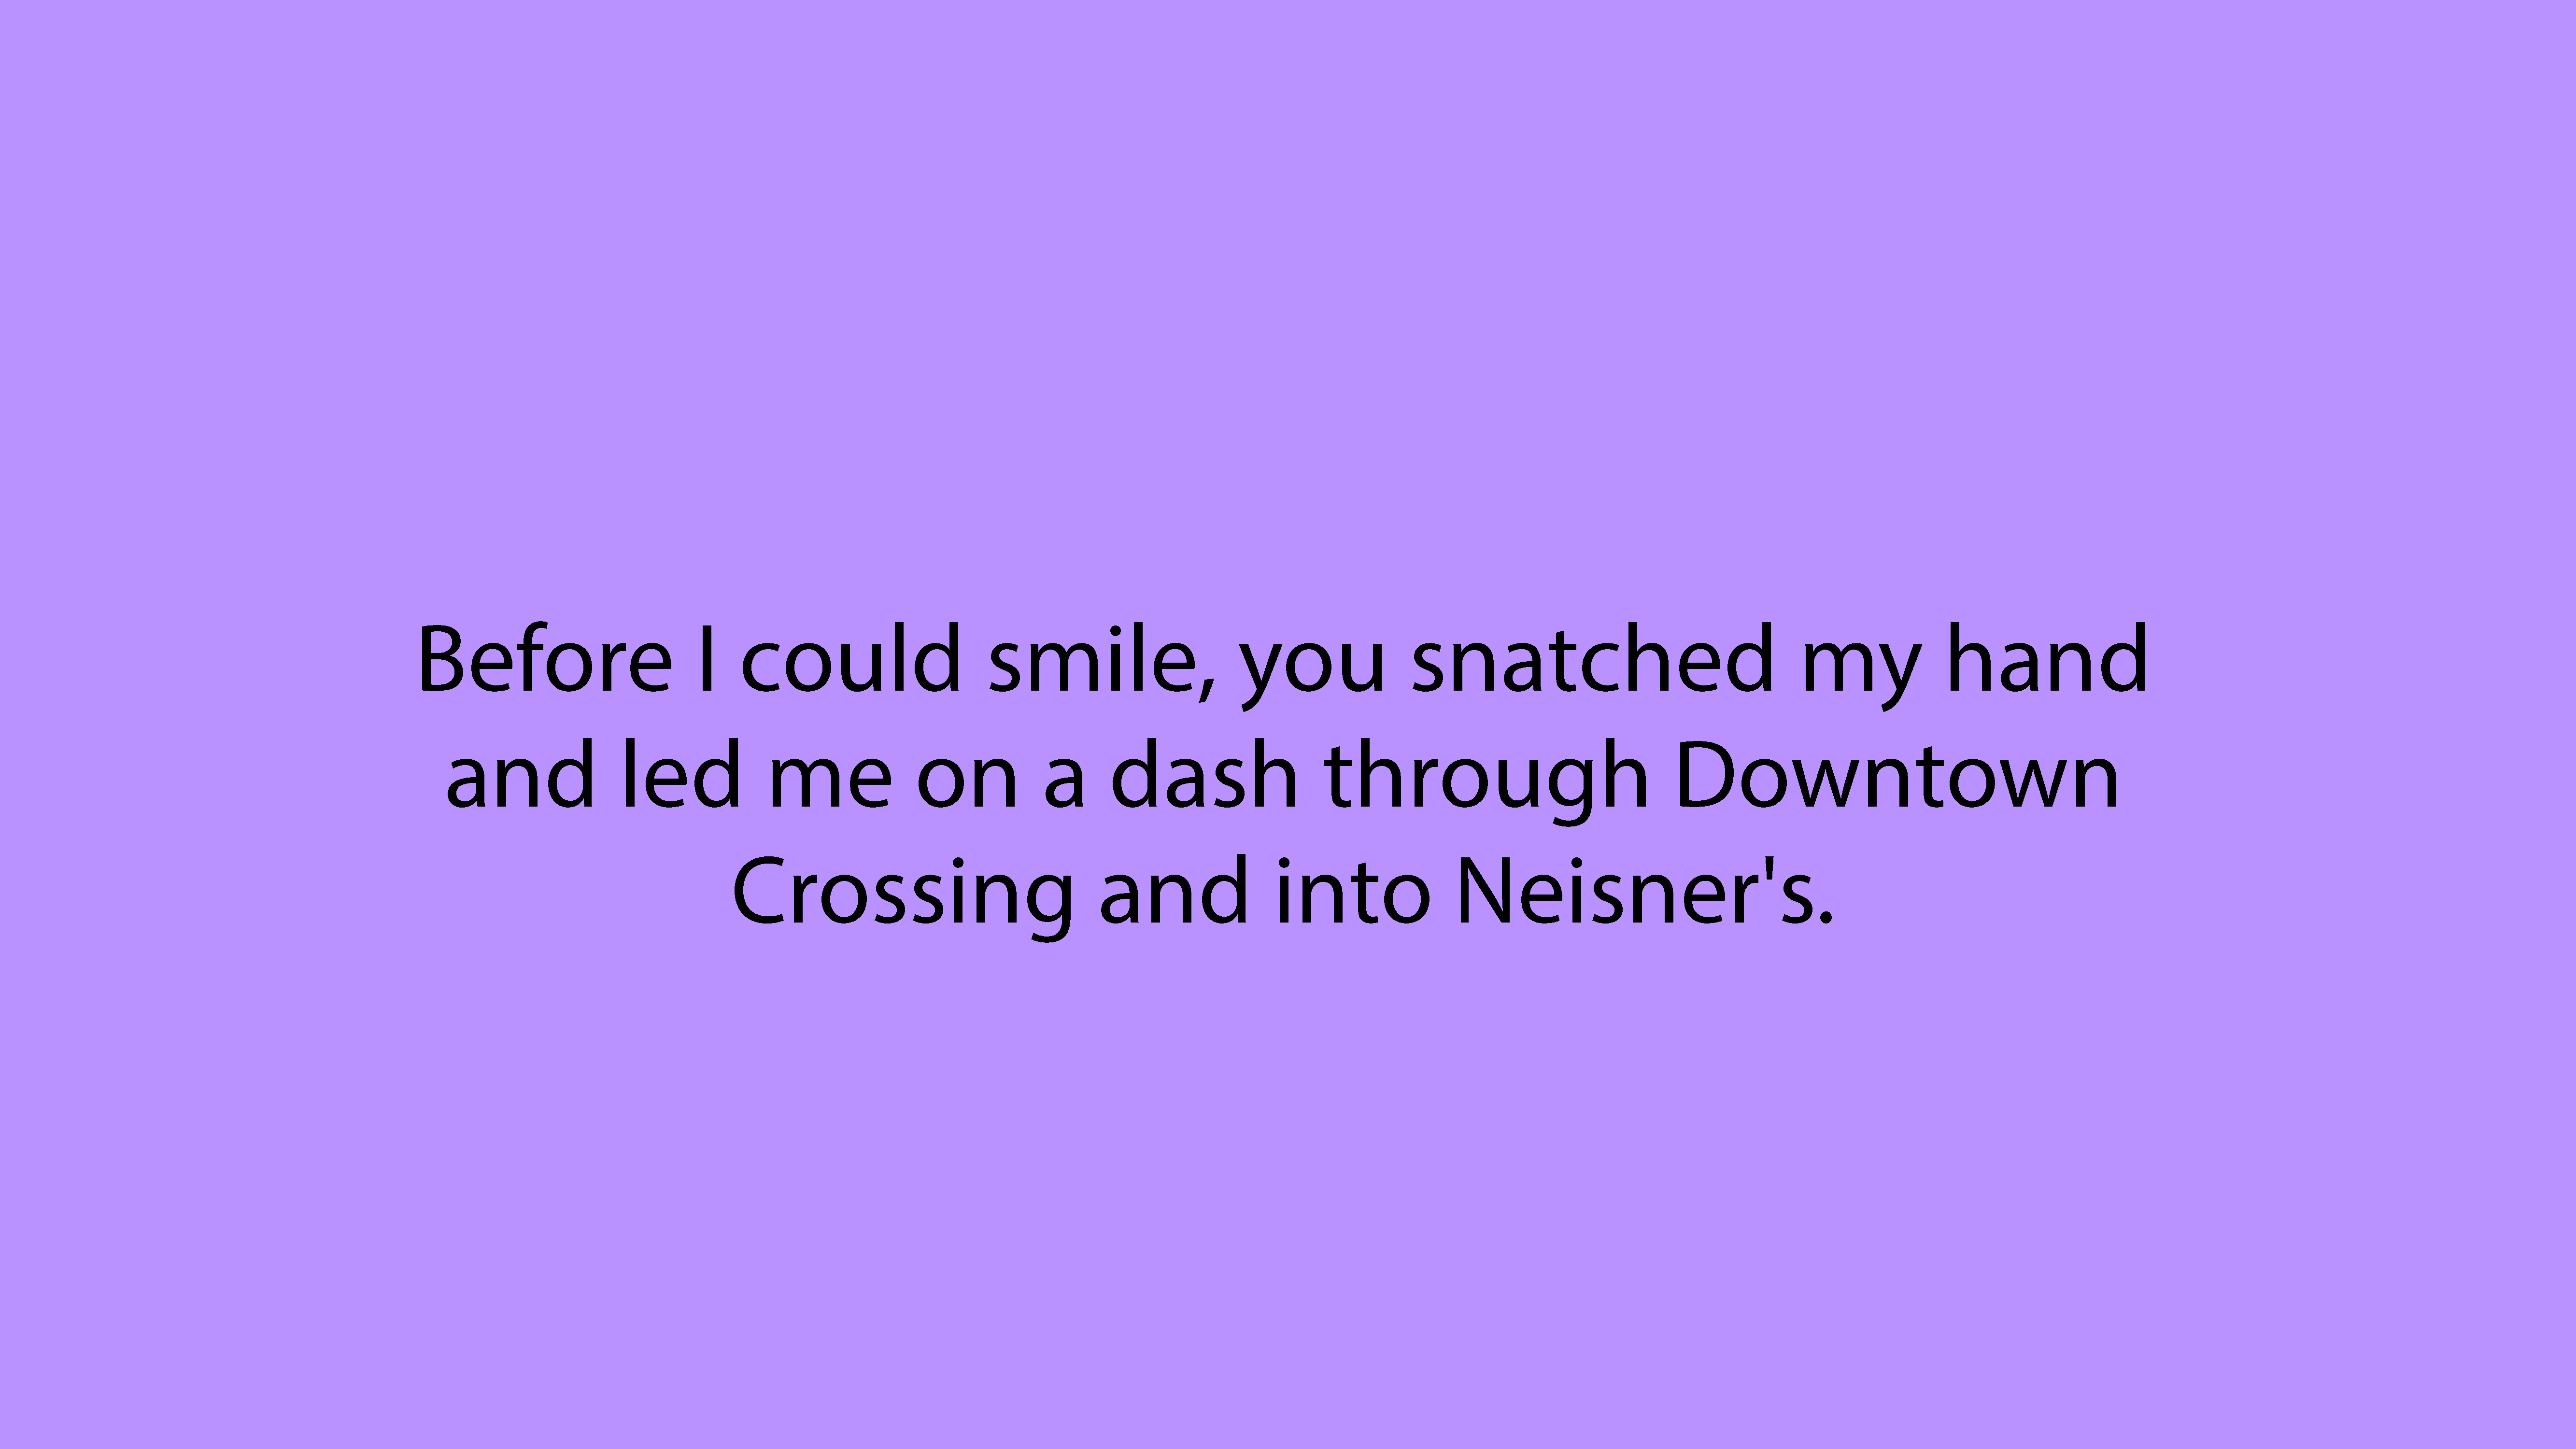 Before I could smile, you snatched my hand
and led me on a dash through Downtown
Crossing and into Neisner's.